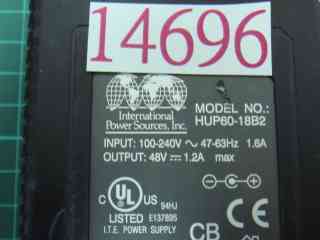 14696
International
Power Sources, Inc.
MODEL NO.:
HUP60-18B2
INPUT: 100-240V ~ 47-63Hz 1.6A
OUTPUT: 48V ⎓ 1.2A max
C UL US 94HJ
LISTED E137895
I.T.E. POWER SUPPLY
CB
CE